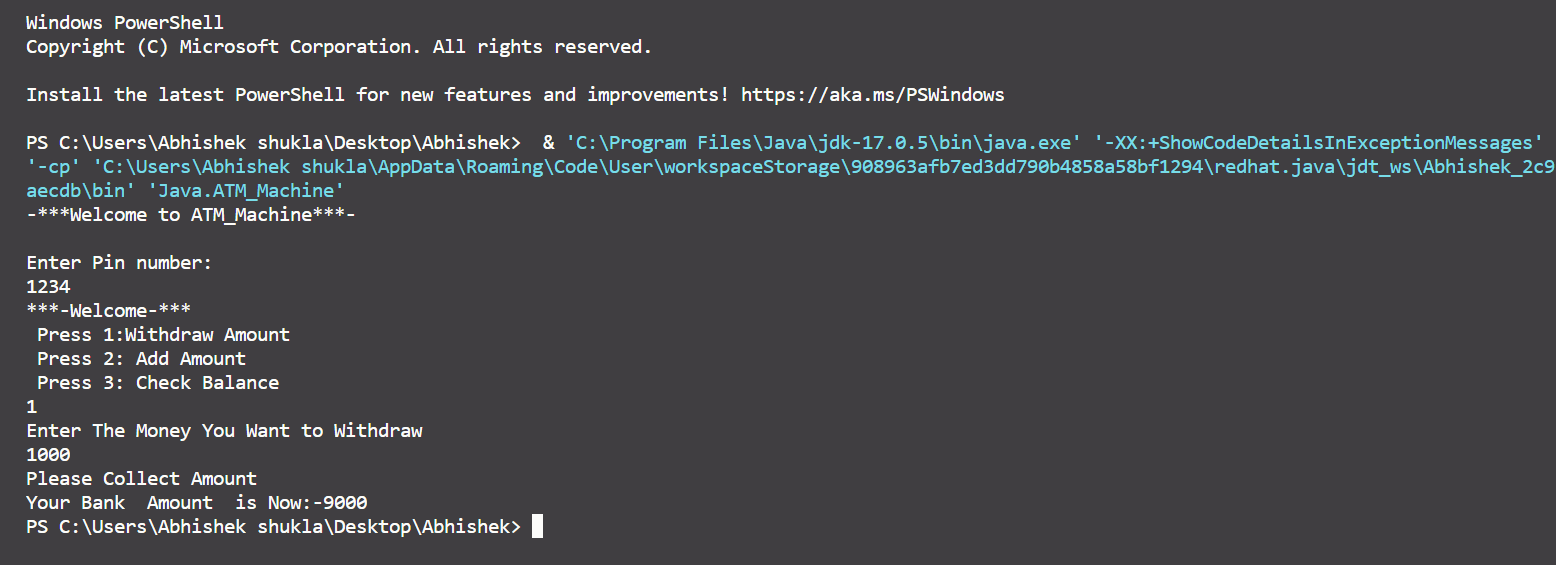 Windows PowerShell
Copyright (C) Microsoft Corporation. All rights reserved.
Install the latest PowerShell for new features and improvements! https://aka.ms/PSWindows
PS C:\Users\Abhishek shukla\Desktop\Abhishek>  & 'C:\Program Files\Java\jdk-17.0.5\bin\java.exe' '-XX:+ShowCodeDetailsInExceptionMessages'
'-cp' 'C:\Users\Abhishek shukla\AppData\Roaming\Code\User\workspaceStorage\908963afb7ed3dd790b4858a58bf1294\redhat.java\jdt_ws\Abhishek_2c9
aecdb\bin' 'Java.ATM_Machine'
-***Welcome to ATM_Machine***-
Enter Pin number:
1234
***-Welcome-***
Press 1:Withdraw Amount
Press 2: Add Amount
Press 3: Check Balance
1
Enter The Money You Want to Withdraw
1000
Please Collect Amount
Your Bank  Amount  is Now:-9000
PS C:\Users\Abhishek shukla\Desktop\Abhishek>